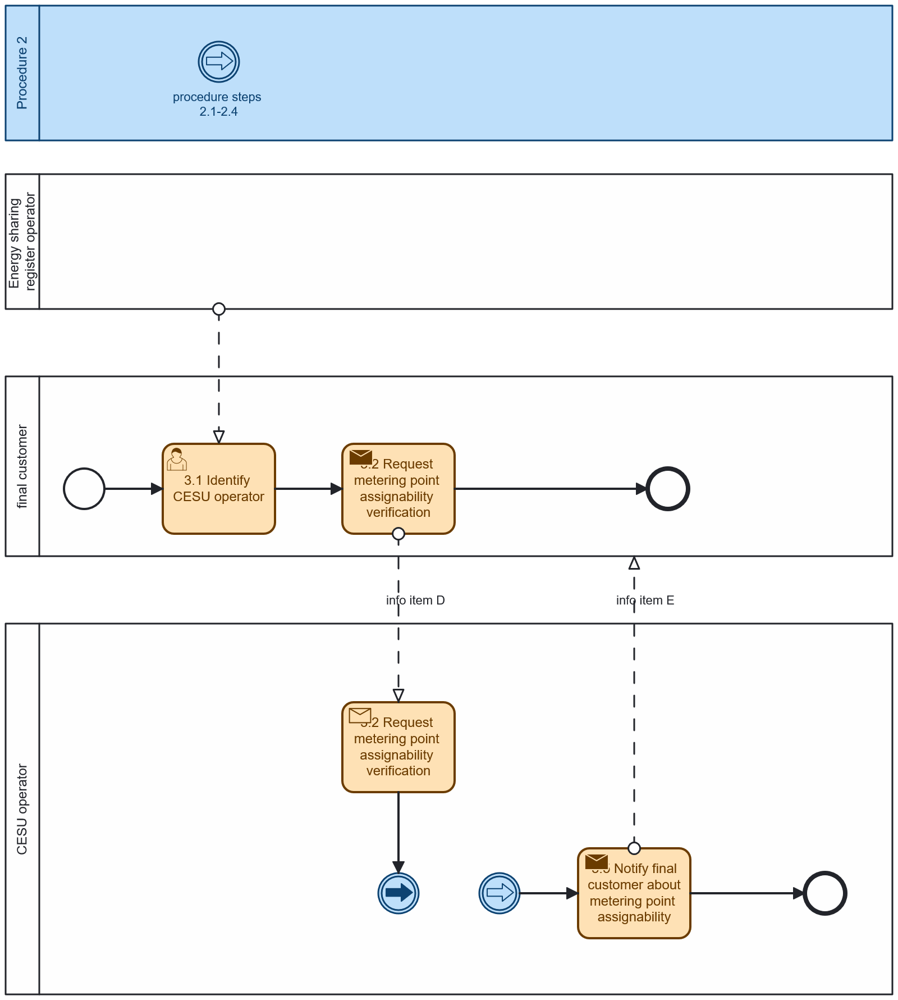 Procedure 2
procedure steps
2.1-2.4
Energy sharing
register operator
final customer
3.1 Identify
CESU operator
3.2 Request
metering point
assignability
verification
info item D
info item E
CESU operator
3.2 Request
metering point
assignability
verification
Notify final
customer about
metering point
assignability